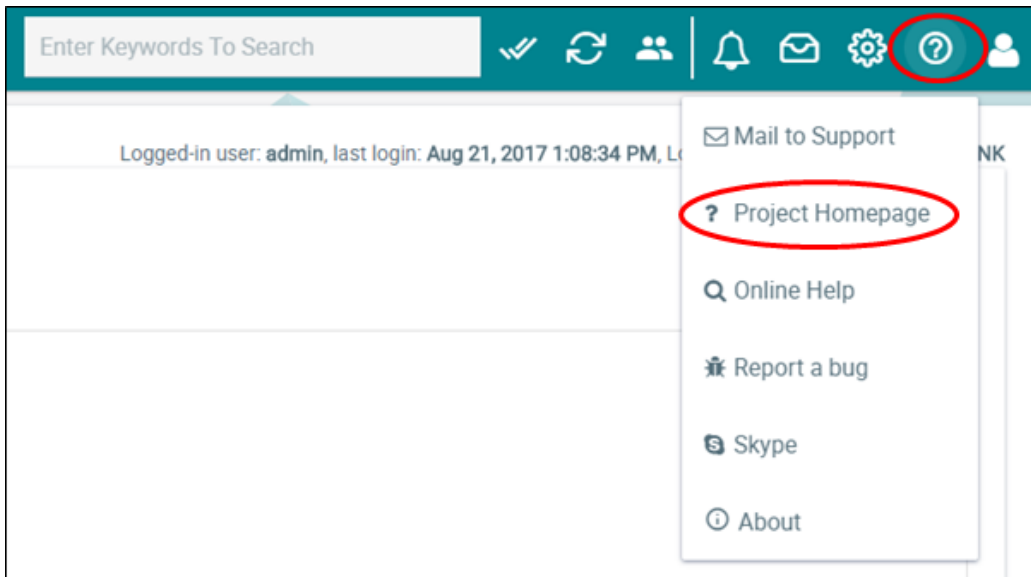 Enter Keywords To Search
Logged-in user: admin, last login: Aug 21, 2017 1:08:34 PM, NK
Mail to Support
? Project Homepage
Online Help
Report a bug
Skype
About